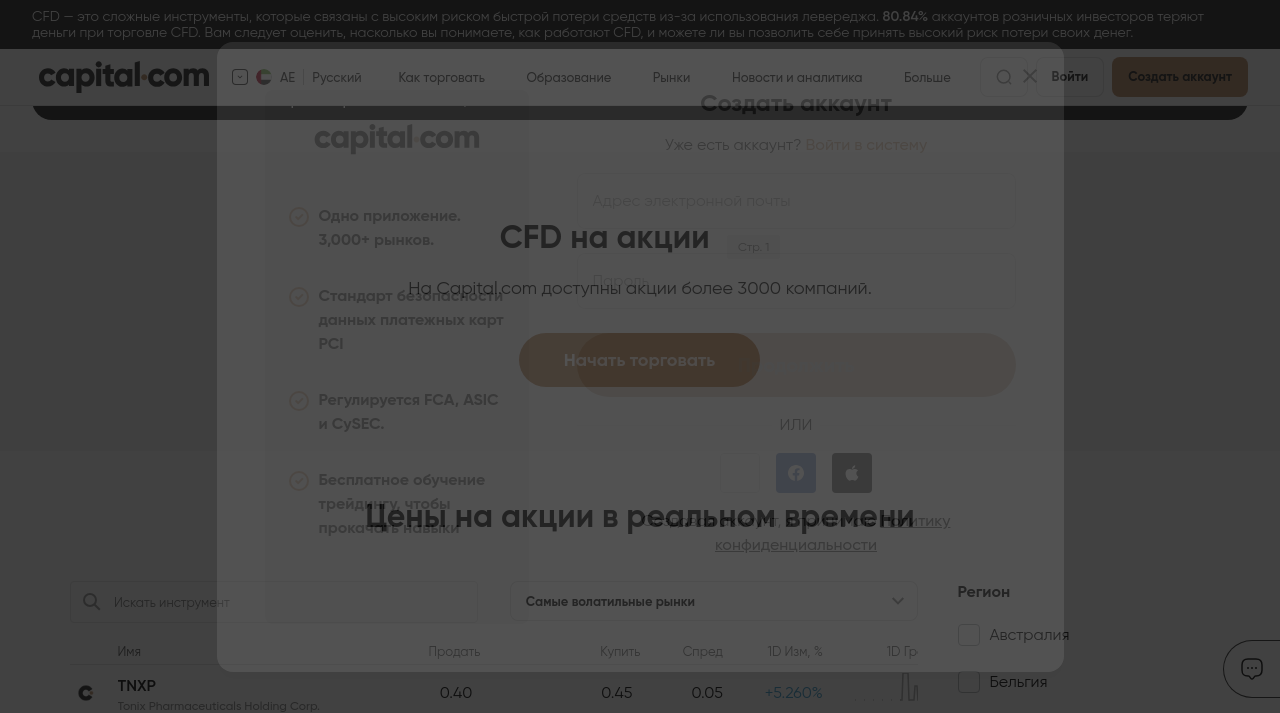 CFD — это сложные инструменты, которые связаны с высоким риском быстрой потери средств из-за использования левереджа. 80.84% аккаунтов розничных инвесторов теряют
деньги при торговле CFD. Вам следует оценить, насколько вы понимаете, как работают CFD, и можете ли вы позволить себе принять высокий риск потери своих денег.
capital.com
AE
Русский
Как торговать
Образование
Рынки
Новости и аналитика
Больше
Войти
Создать аккаунт
Создать аккаунт
capital.com
Уже есть аккаунт? Войти в систему
Адрес электронной почты
Одно приложение.
3,000+ рынков.
CFD на акции
Стр. 1
Пароль
На Capital.com доступны акции более 3000 компаний.
Стандарт безопасности
данных платежных карт
PCI
Начать торговать
Регулируется FCA, ASIC
и CySEC.
ИЛИ
Бесплатное обучение
трейдингу, чтобы
прокачать навыки
Цены на акции в реальном времени
Политику
конфиденциальности
Искать инструмент
Самые волатильные рынки
Регион
Австралия
Бельгия
Имя
Продать
Купить
Спред
1D Изм, %
1D Гр
TNXP
0.40
0.45
0.05
+5.260%
Tonix Pharmaceuticals Holding Corp.